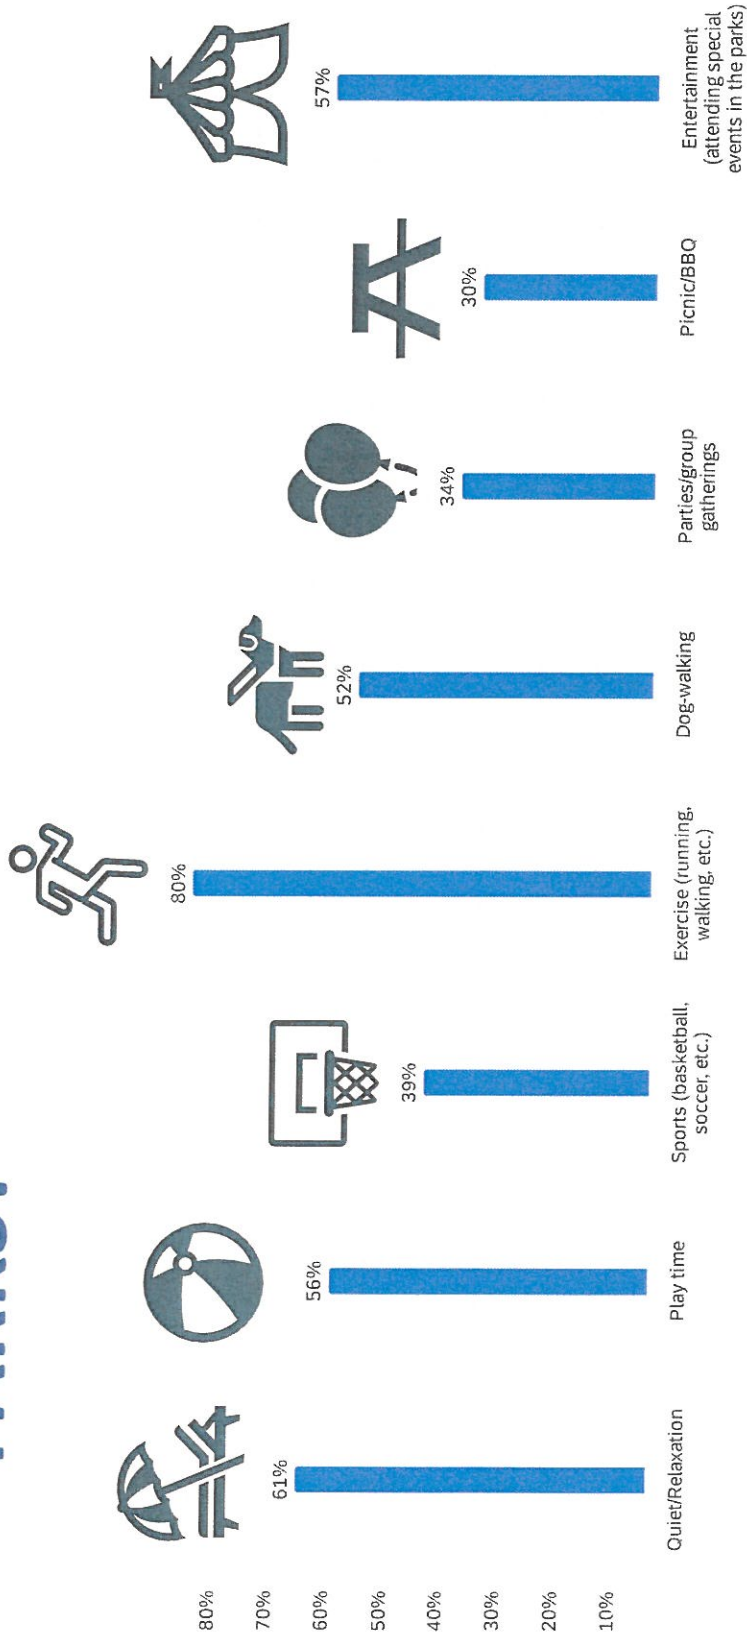 80%
70%
60%
50%
40%
30%
20%
10%
61%
Quiet/Relaxation
56%
Play time
39%
Sports (basketball,
soccer, etc.)
80%
Exercise (running,
walking, etc.)
52%
Dog-walking
34%
Parties/group
gatherings
30%
Picnic/BBQ
57%
Entertainment
(attending special
events in the parks)